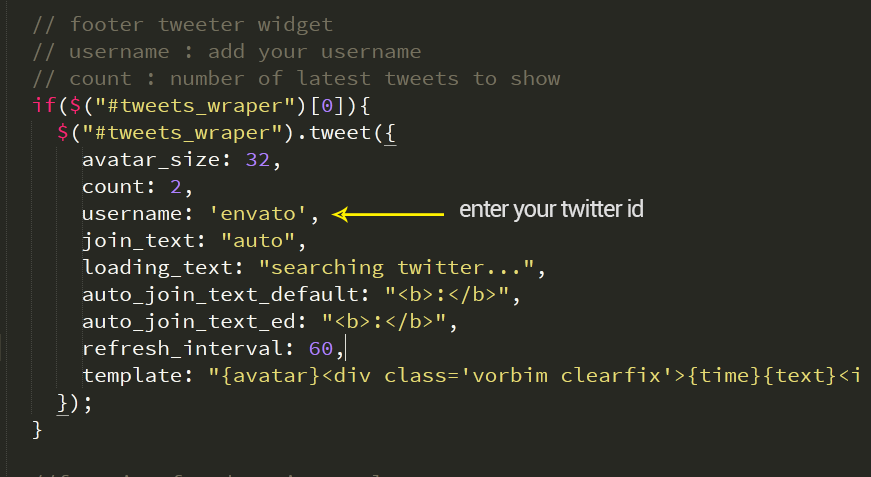 // footer tweeter widget
// username : add your username
// count : number of latest tweets to show
if($("#tweets_wraper")[0]){
$("#tweets_wraper").tweet({
avatar_size: 32,
count: 2,
username: 'envato', enter your twitter id
join_text: "auto",
loading_text: "searching twitter...",
auto_join_text_default: "<b>:</b>",
auto_join_text_ed: "<b>:</b>",
refresh_interval: 60,
template: "{avatar}<div class='vorbim clearfix'>{time}{text}<i
});
}